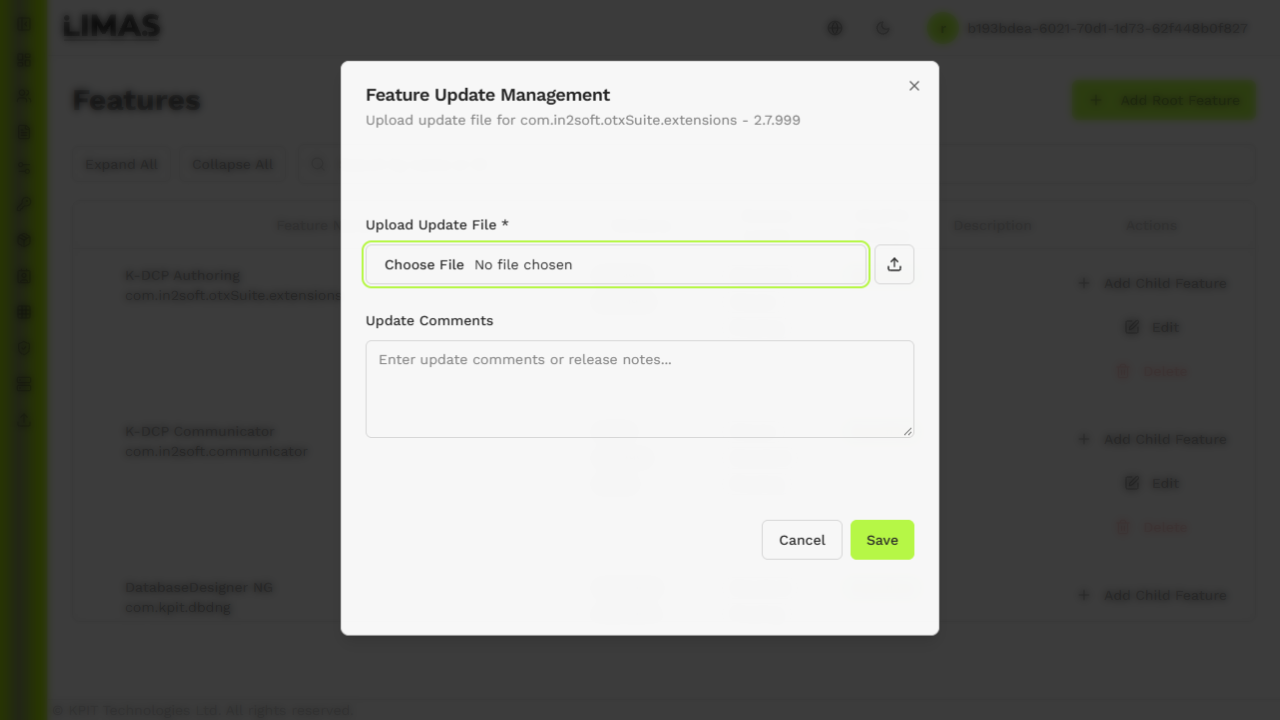 LIMAS
r b193bdea-6021-70d1-1d73-62f448b0f827
Features
+ Add Root Feature
Expand All Collapse All
Feature Description Actions
K-DCP Authoring
com.in2soft.otxSuite.extensions
+ Add Child Feature
Edit
Delete
K-DCP Communicator
com.in2soft.communicator
+ Add Child Feature
Edit
Delete
DatabaseDesigner NG
com.kpit.dbdng
+ Add Child Feature
© KPIT Technologies Ltd. All rights reserved.
Feature Update Management
Upload update file for com.in2soft.otxSuite.extensions - 2.7.999
Upload Update File *
Choose File No file chosen
Update Comments
Enter update comments or release notes...
Cancel Save